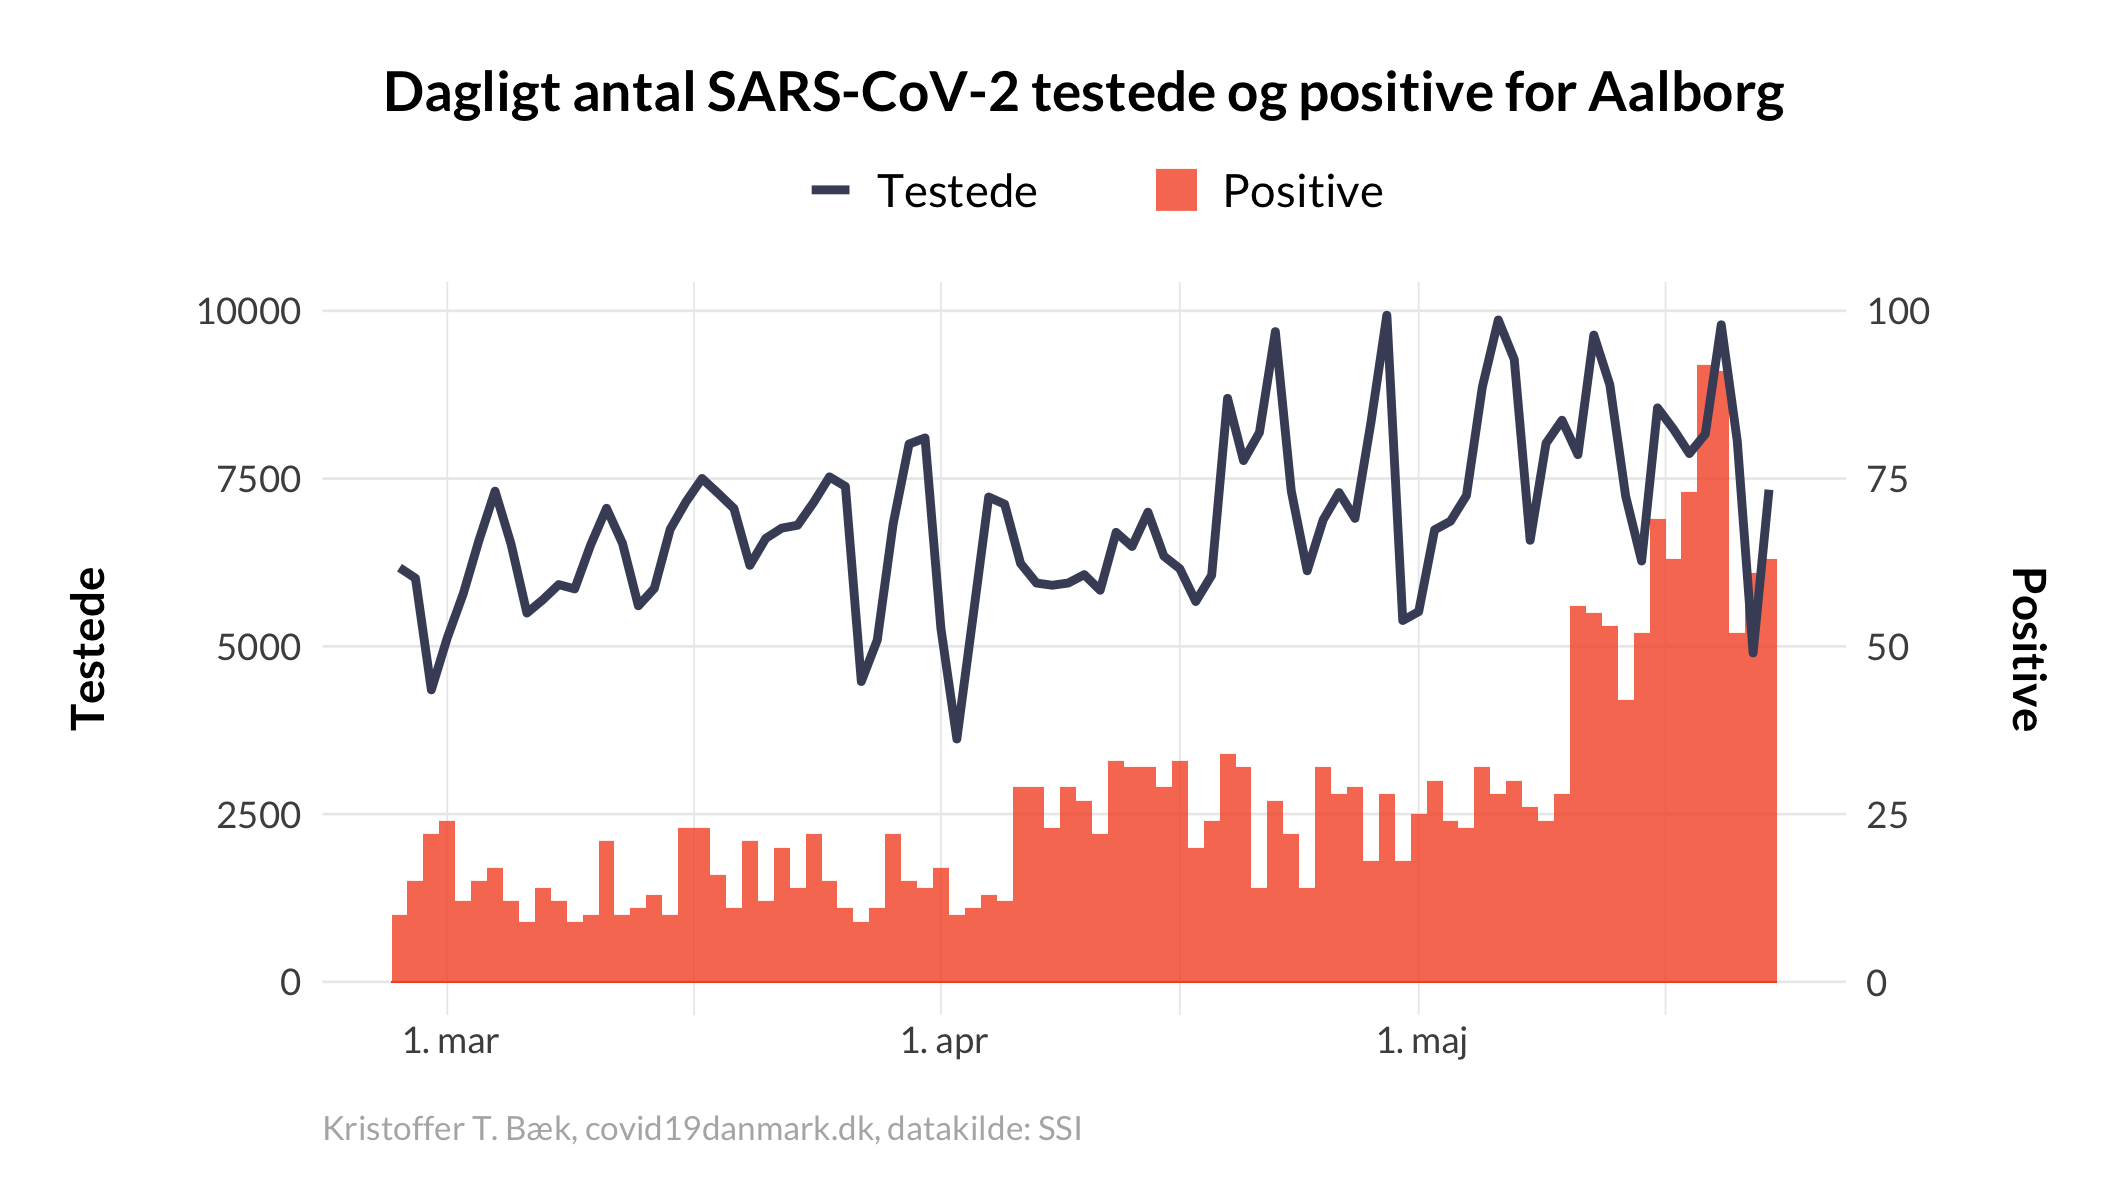 Dagligt antal SARS-CoV-2 testede og positive for Aalborg
Testede
Positive
10000
7500
5000
2500
0
100
75
50
25
0
Testede
Positive
1. mar
1. apr
1. maj
Kristoffer T. Bæk, covid19danmark.dk, datakilde: SSI